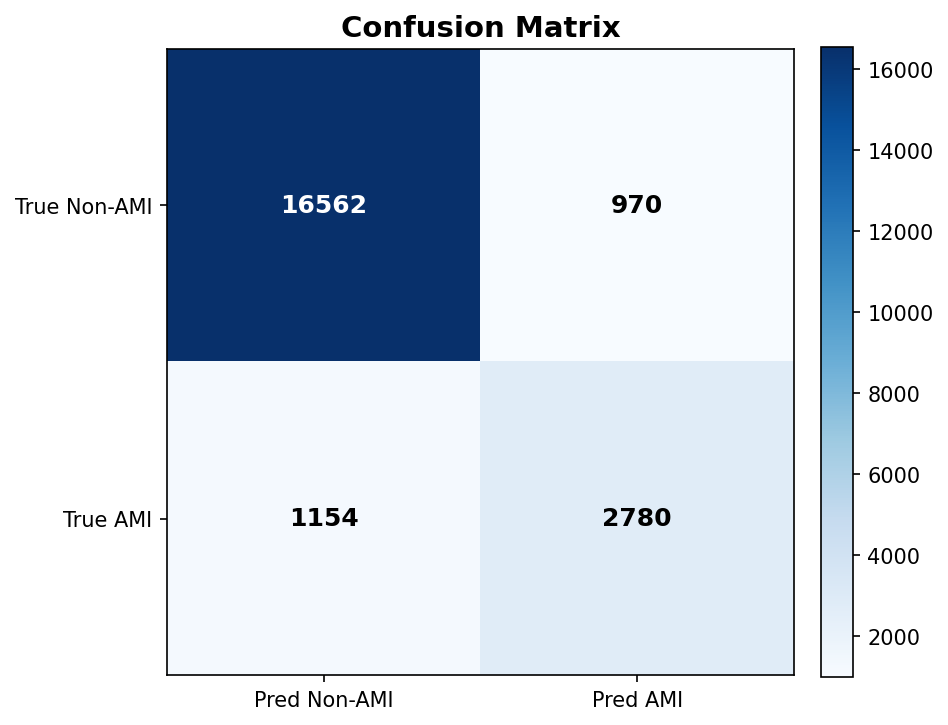 Confusion Matrix
True Non-AMI
16562
970
True AMI
1154
2780
Pred Non-AMI
Pred AMI
16000
14000
12000
10000
8000
6000
4000
2000